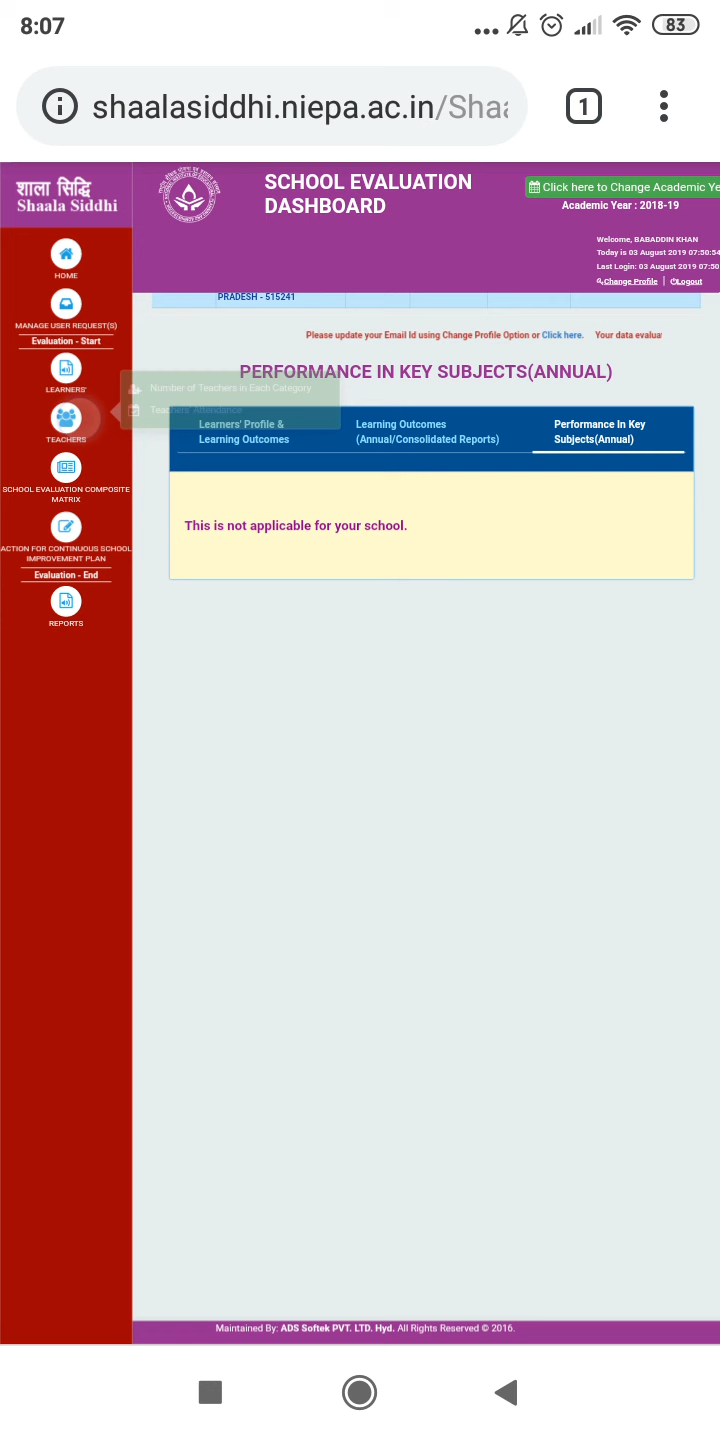 8:07
83
shaalasiddhi.niepa.ac.in/Shaa
1
शाला सिद्धि
Shaala Siddhi
SCHOOL EVALUATION
DASHBOARD
Click here to Change Academic Ye
Academic Year : 2018-19
Welcome, BABADDIN KHAN
Today is 03 August 2019 07:50:54
Last Login: 03 August 2019 07:50
Change Profile | Logout
HOME
MANAGE USER REQUEST(S)
Evaluation - Start
LEARNERS'
TEACHERS
SCHOOL EVALUATION COMPOSITE
MATRIX
ACTION FOR CONTINUOUS SCHOOL
IMPROVEMENT PLAN
Evaluation - End
REPORTS
PRADESH - 515241
Please update your Email Id using Change Profile Option or Click here. Your data evalua
PERFORMANCE IN KEY SUBJECTS(ANNUAL)
Number of Teachers in Each Category
Teachers' Attendance
Learners' Profile &
Learning Outcomes
Learning Outcomes
(Annual/Consolidated Reports)
Performance In Key
Subjects(Annual)
This is not applicable for your school.
Maintained By: ADS Softek PVT. LTD. Hyd. All Rights Reserved © 2016.